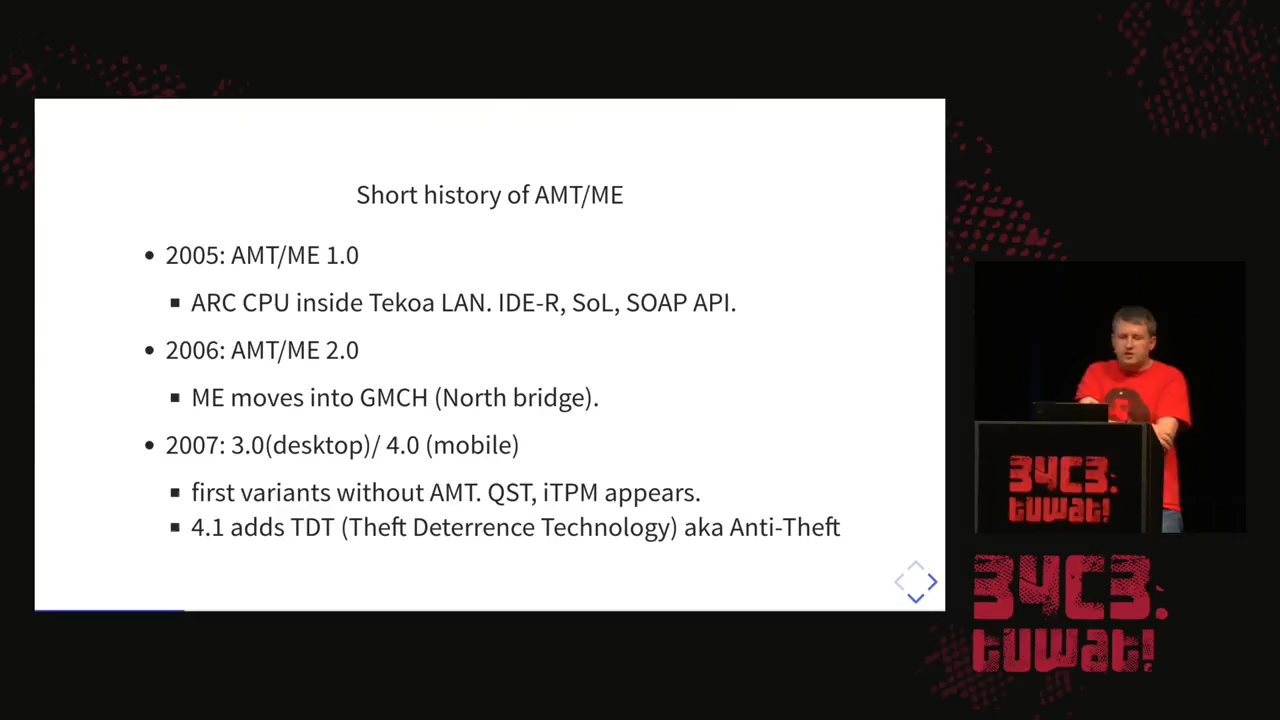 Short history of AMT/ME
• 2005: AMT/ME 1.0
▪ ARC CPU inside Tekoa LAN. IDE-R, SoL, SOAP API.
• 2006: AMT/ME 2.0
▪ ME moves into GMCH (North bridge).
• 2007: 3.0(desktop)/ 4.0 (mobile)
▪ first variants without AMT. QST, iTPM appears.
▪ 4.1 adds TDT (Theft Deterrence Technology) aka Anti-Theft
34C3:
tuwat!
34C3:
tuwat!